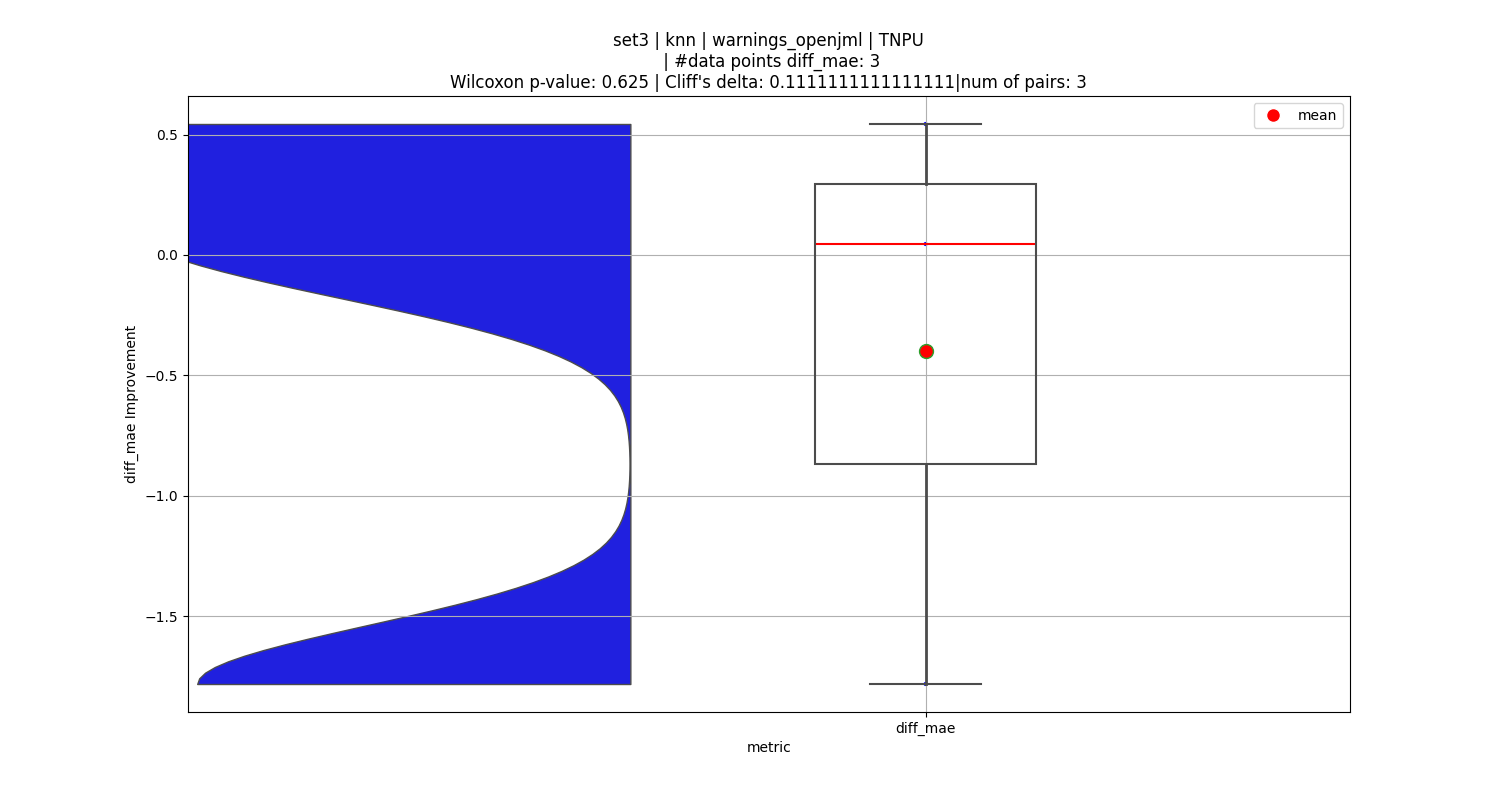 set3 | knn | warnings_openjml | TNPU
| #data points diff_mae: 3
Wilcoxon p-value: 0.625 | Cliff's delta: 0.1111111111111111|num of pairs: 3
mean
0.5
0.0
−0.5
−1.0
−1.5
diff_mae Improvement
diff_mae
metric